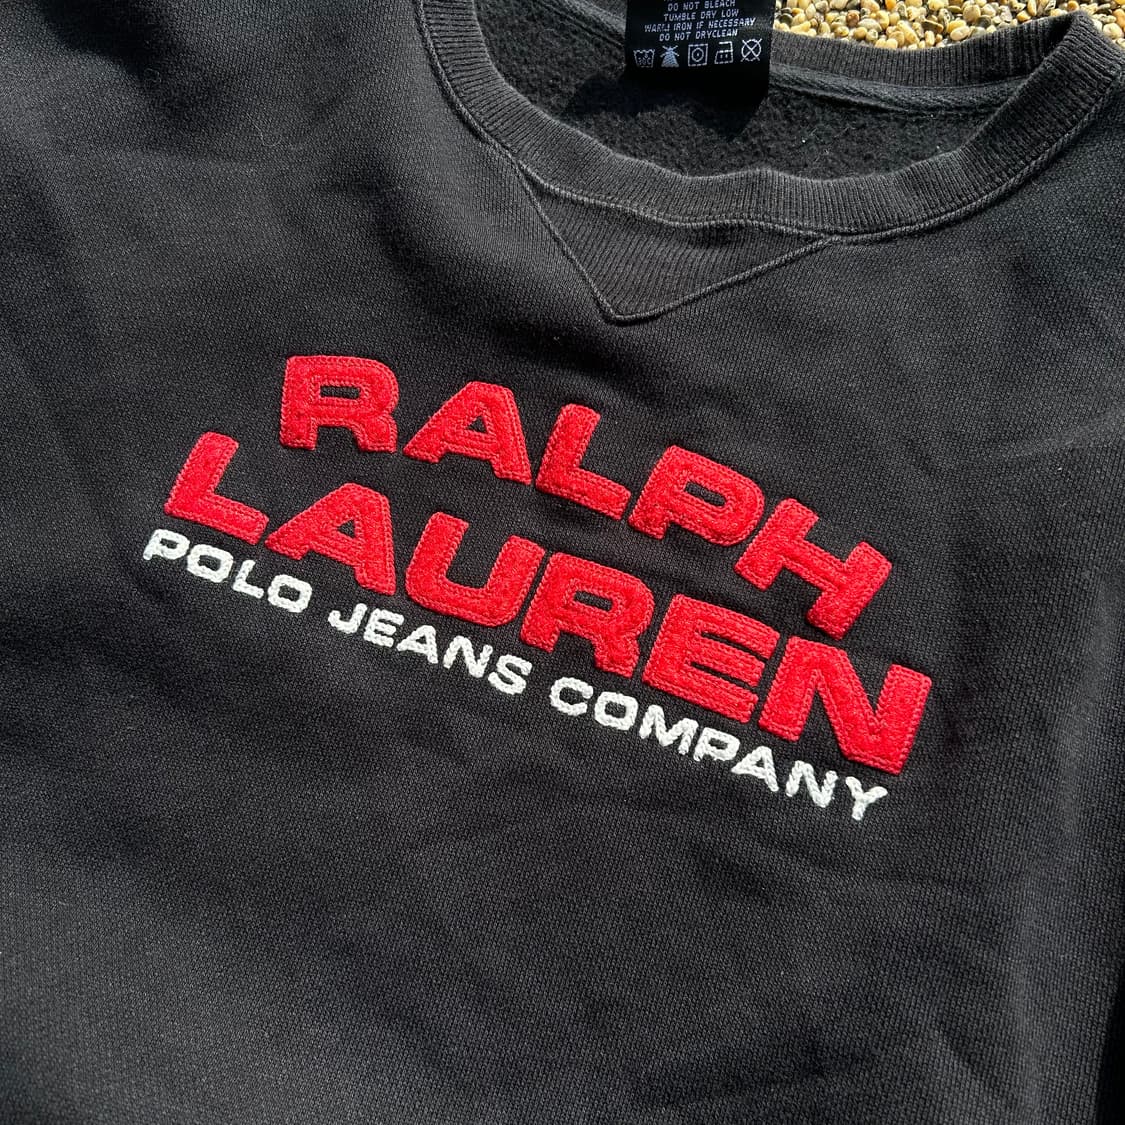 DO NOT BLEACH
TUMBLE DRY LOW
WARM IRON IF NECESSARY
DO NOT DRYCLEAN
RALPH
LAUREN
POLO JEANS COMPANY